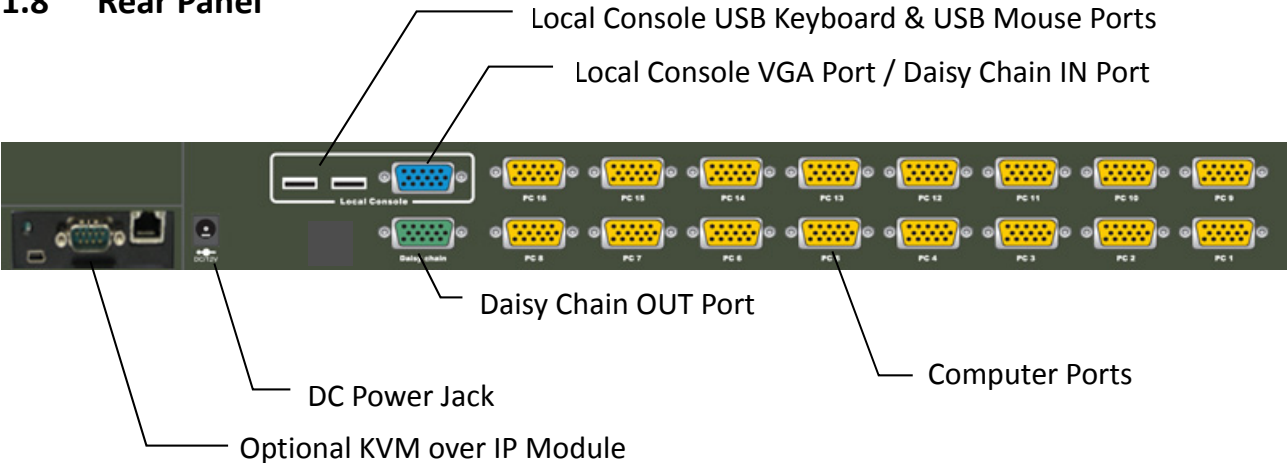 1.8 Rear Panel
Local Console USB Keyboard & USB Mouse Ports
Local Console VGA Port / Daisy Chain IN Port
Local Console
PC 16 PC 15 PC 14 PC 13 PC 12 PC 11 PC 10 PC 9
DC/12V
Daisy chain
PC 8 PC 7 PC 6 PC 5 PC 4 PC 3 PC 2 PC 1
Daisy Chain OUT Port
Computer Ports
DC Power Jack
Optional KVM over IP Module